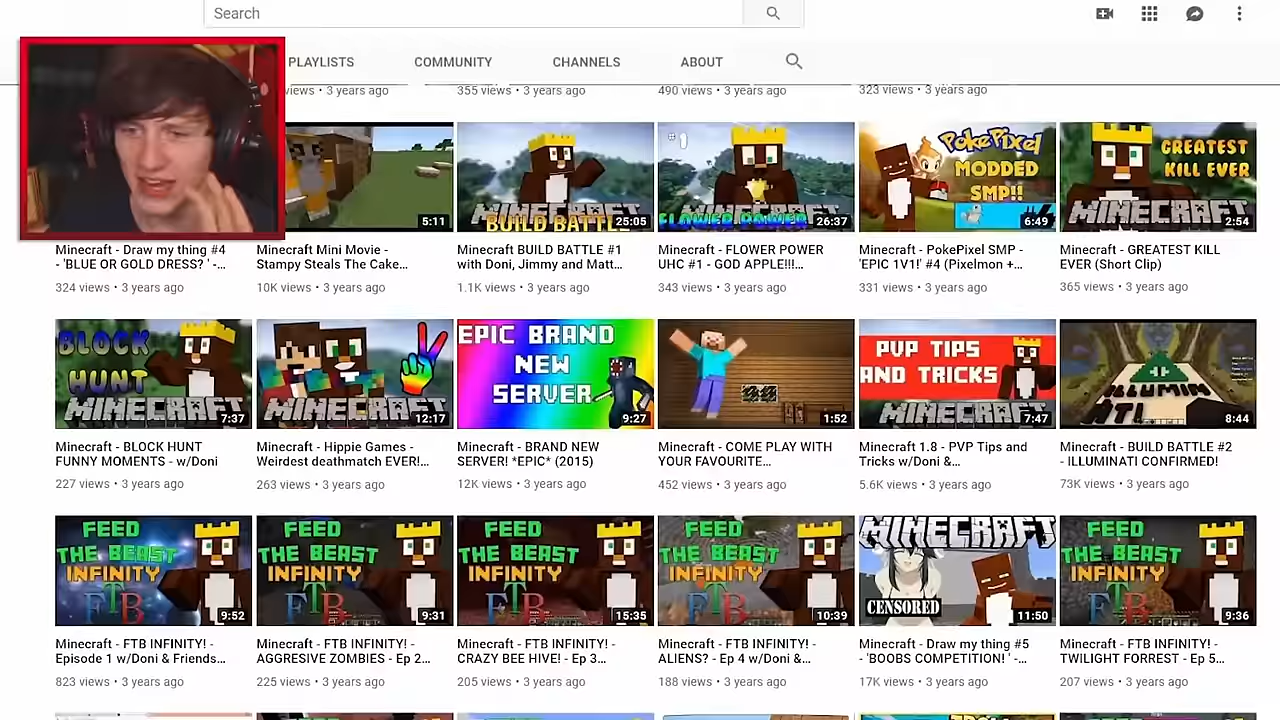 Search
PLAYLISTS COMMUNITY CHANNELS ABOUT
views • 3 years ago
355 views • 3 years ago
490 views • 3 years ago
323 views • 3 years ago
5:11
MINECRAFT
BUILD BATTLE
25:05
#1
MINECRAFT
FLOWER POWER
26:37
PokePixel
MODDED
SMP!!
6:49
GREATEST
KILL EVER
MINECRAFT
2:54
Minecraft - Draw my thing #4
- 'BLUE OR GOLD DRESS? ' -...
324 views • 3 years ago
Minecraft Mini Movie -
Stampy Steals The Cake...
10K views • 3 years ago
Minecraft BUILD BATTLE #1
with Doni, Jimmy and Matt...
1.1K views • 3 years ago
Minecraft - FLOWER POWER
UHC #1 - GOD APPLE!!!...
343 views • 3 years ago
Minecraft - PokePixel SMP -
'EPIC 1V1!' #4 (Pixelmon +...
331 views • 3 years ago
Minecraft - GREATEST KILL
EVER (Short Clip)
365 views • 3 years ago
BLOCK
HUNT
MINECRAFT
7:37
MINECRAFT
12:17
EPIC BRAND
NEW
SERVER
9:27
1:52
PVP TIPS
AND TRICKS
MINECRAFT
7:47
ILLUMIN
ATI
8:44
Minecraft - BLOCK HUNT
FUNNY MOMENTS - w/Doni
227 views • 3 years ago
Minecraft - Hippie Games -
Weirdest deathmatch EVER!...
263 views • 3 years ago
Minecraft - BRAND NEW
SERVER! *EPIC* (2015)
12K views • 3 years ago
Minecraft - COME PLAY WITH
YOUR FAVOURITE...
452 views • 3 years ago
Minecraft 1.8 - PVP Tips and
Tricks w/Doni &...
5.6K views • 3 years ago
Minecraft - BUILD BATTLE #2
- ILLUMINATI CONFIRMED!
73K views • 3 years ago
FEED
THE BEAST
INFINITY
FTB
9:52
FEED
THE BEAST
INFINITY
FTB
9:31
FEED
THE BEAST
INFINITY
FTB
15:35
FEED
THE BEAST
INFINITY
FTB
10:39
MINECRAFT
CENSORED
11:50
FEED
THE BEAST
INFINITY
FTB
9:36
Minecraft - FTB INFINITY! -
Episode 1 w/Doni & Friends...
823 views • 3 years ago
Minecraft - FTB INFINITY! -
AGGRESIVE ZOMBIES - Ep 2...
225 views • 3 years ago
Minecraft - FTB INFINITY! -
CRAZY BEE HIVE! - Ep 3...
205 views • 3 years ago
Minecraft - FTB INFINITY! -
ALIENS? - Ep 4 w/Doni &...
188 views • 3 years ago
Minecraft - Draw my thing #5
- 'BOOBS COMPETITION! ' -...
17K views • 3 years ago
Minecraft - FTB INFINITY! -
TWILIGHT FORREST - Ep 5...
207 views • 3 years ago